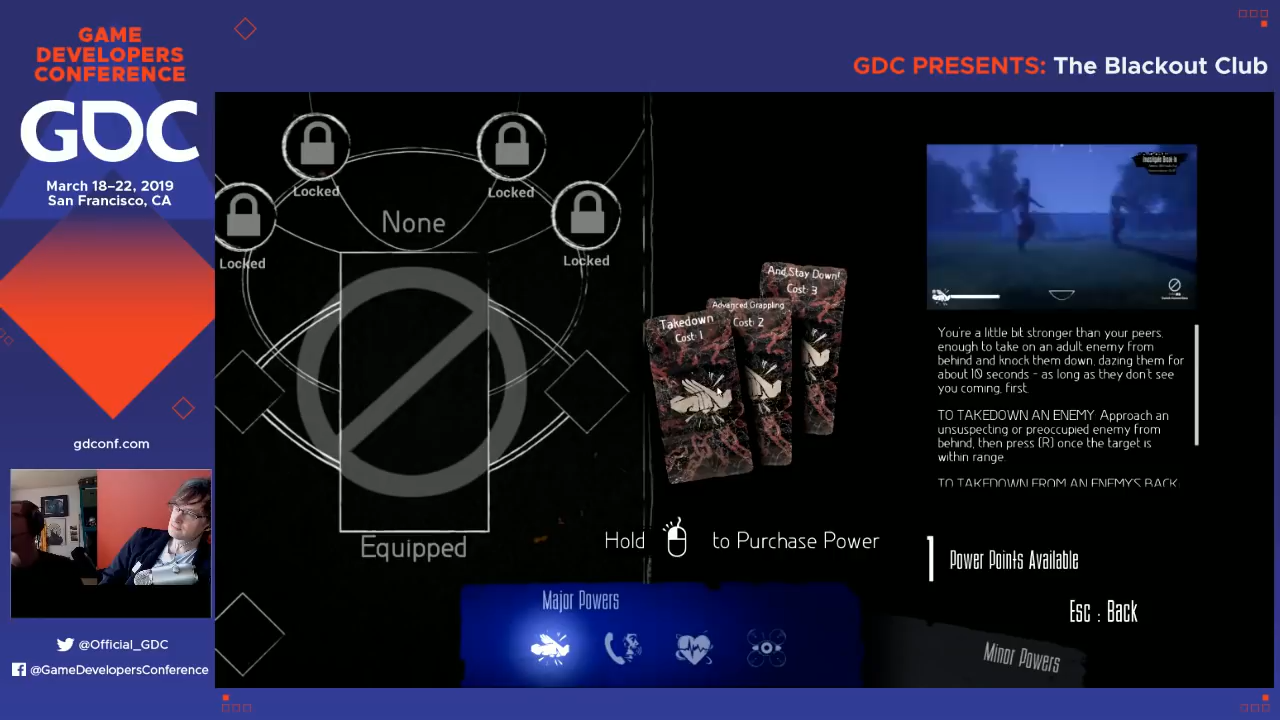 GAME
DEVELOPERS
CONFERENCE
GDC
March 18–22, 2019
San Francisco, CA
gdconf.com
@Official_GDC
@GameDevelopersConference
GDC PRESENTS: The Blackout Club
Locked
Locked
Locked
Locked
None
Equipped
Takedown
Cost: 1
Advanced Grappling
Cost: 2
And Stay Down!
Cost: 3
Hold to Purchase Power
Major Powers
Minor Powers
Investigate Break-In
You're a little bit stronger than your peers,
enough to take on an adult enemy from
behind and knock them down, dazing them for
about 10 seconds - as long as they don't see
you coming, first.
TO TAKEDOWN AN ENEMY: Approach an
unsuspecting or preoccupied enemy from
behind, then press (R) once the target is
within range.
TO TAKEDOWN FROM AN ENEMY'S BACK:
1 Power Points Available
Esc : Back